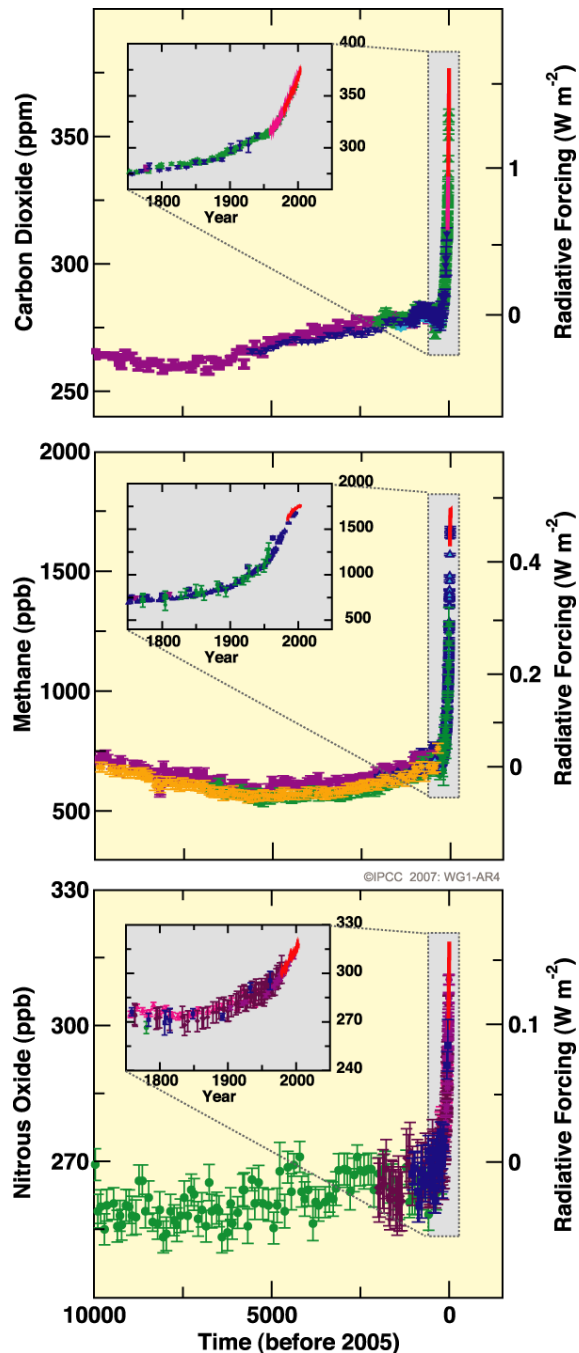 400
375
350
300
1800 1900 2000
Year
350
300
250
Carbon Dioxide (ppm)
1
0
Radiative Forcing (W m-2)
2000
1750
1500
1000
750
500
1800 1900 2000
Year
2000
1500
1000
500
Methane (ppb)
0.4
0.2
0
Radiative Forcing (W m-2)
©IPCC 2007: WG1-AR4
330
300
270
240
1800 1900 2000
Year
330
300
270
Nitrous Oxide (ppb)
0.1
0
Radiative Forcing (W m-2)
10000 5000 0
Time (before 2005)